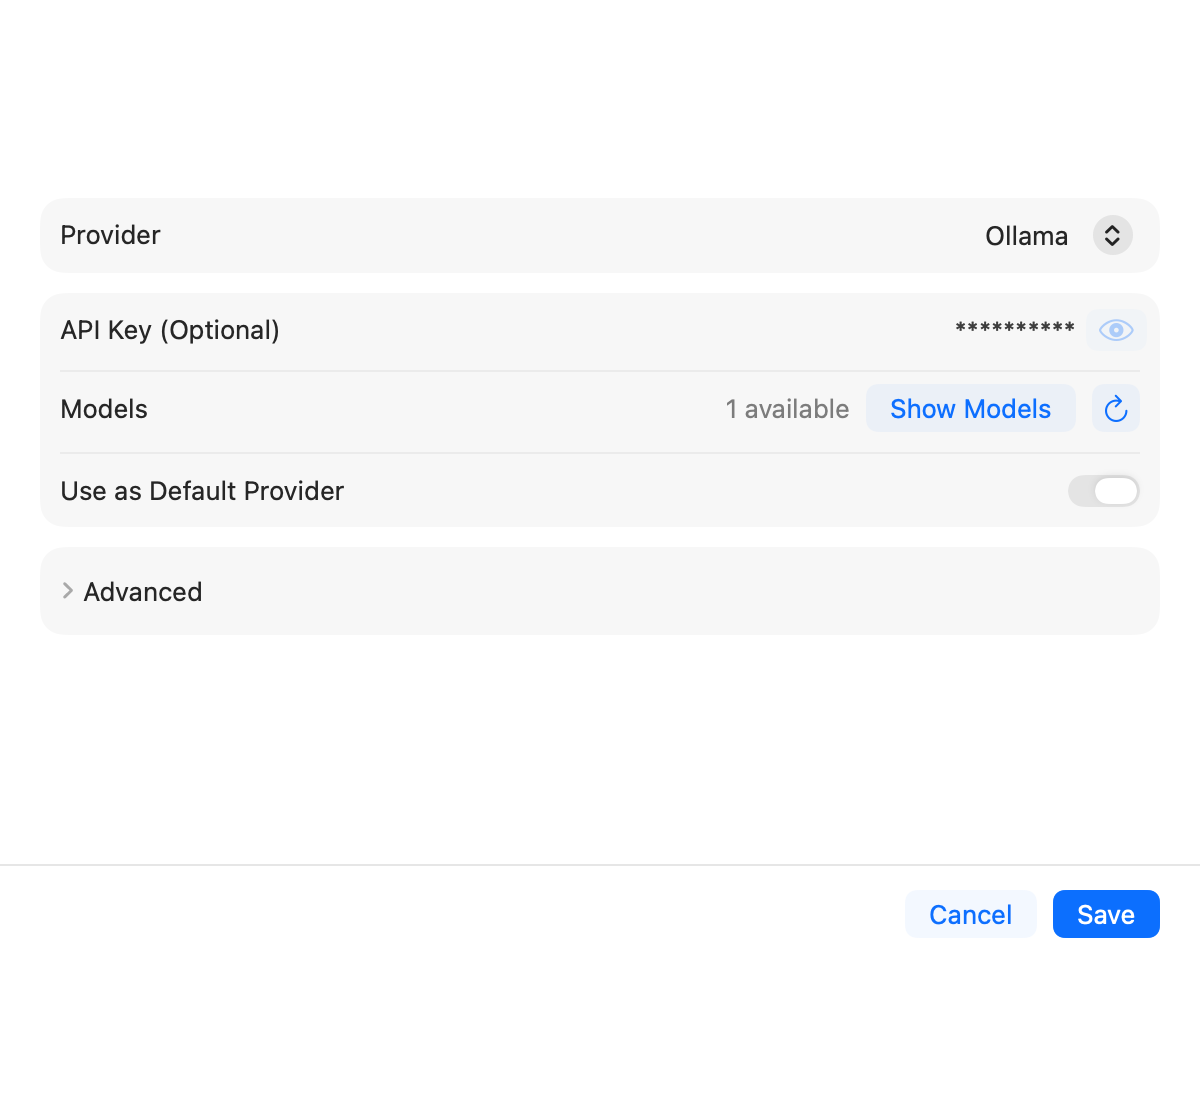 Provider Ollama
API Key (Optional) **********
Models 1 available Show Models
Use as Default Provider
Advanced
Cancel Save